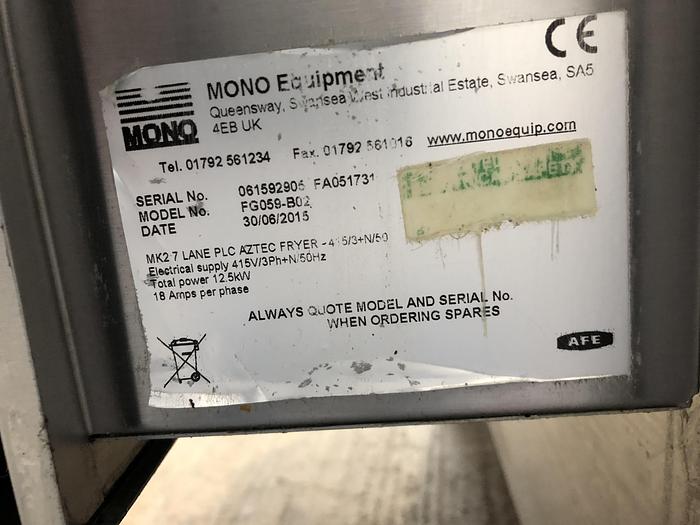 CE
MONO
MONO Equipment
Queensway, Swansea West Industrial Estate, Swansea, SA5
4EB UK
Tel. 01792 561234 Fax. 01792 561016 www.monoequip.com
SERIAL No. 061592905 FA051731
MODEL No. FG059-B02
DATE 30/06/2015
MK2 7 LANE PLC AZTEC FRYER - 415/3+N/50
Electrical supply 415V/3Ph+N/50Hz
Total power 12.5kW
18 Amps per phase
ALWAYS QUOTE MODEL AND SERIAL No.
WHEN ORDERING SPARES
AFE